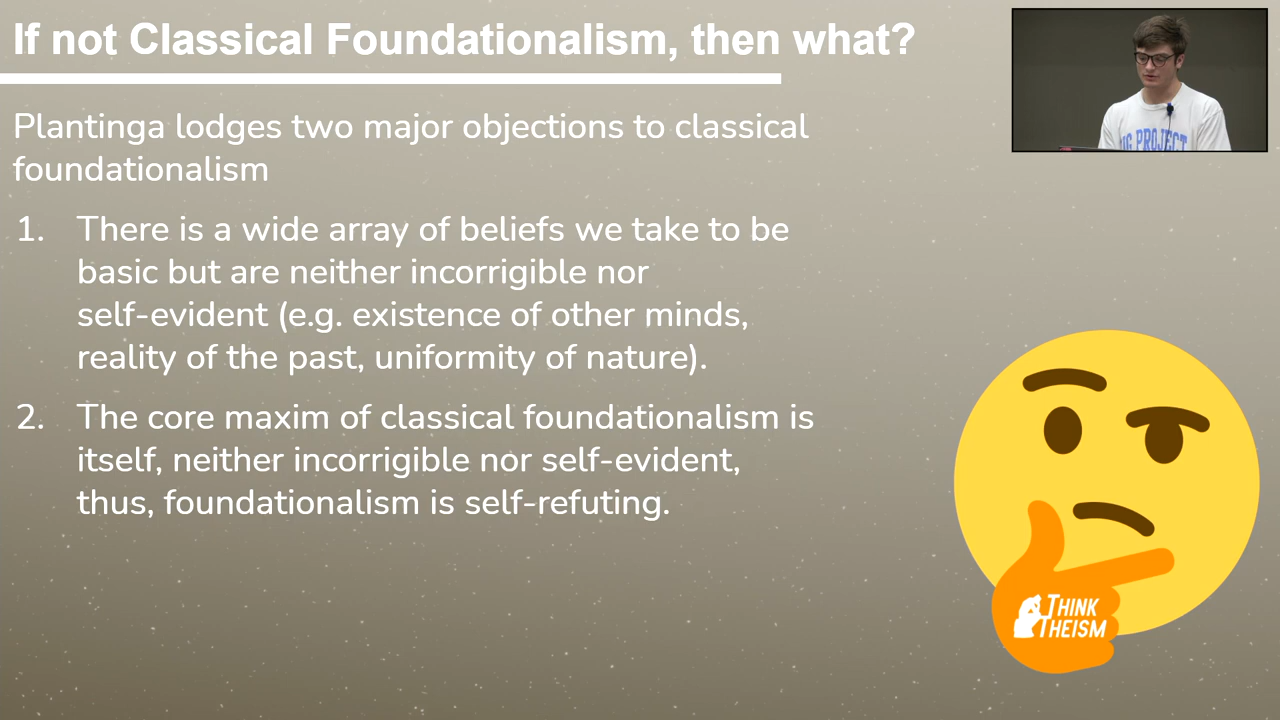 If not Classical Foundationalism, then what?
Plantinga lodges two major objections to classical
foundationalism
1. There is a wide array of beliefs we take to be
basic but are neither incorrigible nor
self-evident (e.g. existence of other minds,
reality of the past, uniformity of nature).
2. The core maxim of classical foundationalism is
itself, neither incorrigible nor self-evident,
thus, foundationalism is self-refuting.
PROJECT
THINK
THEISM